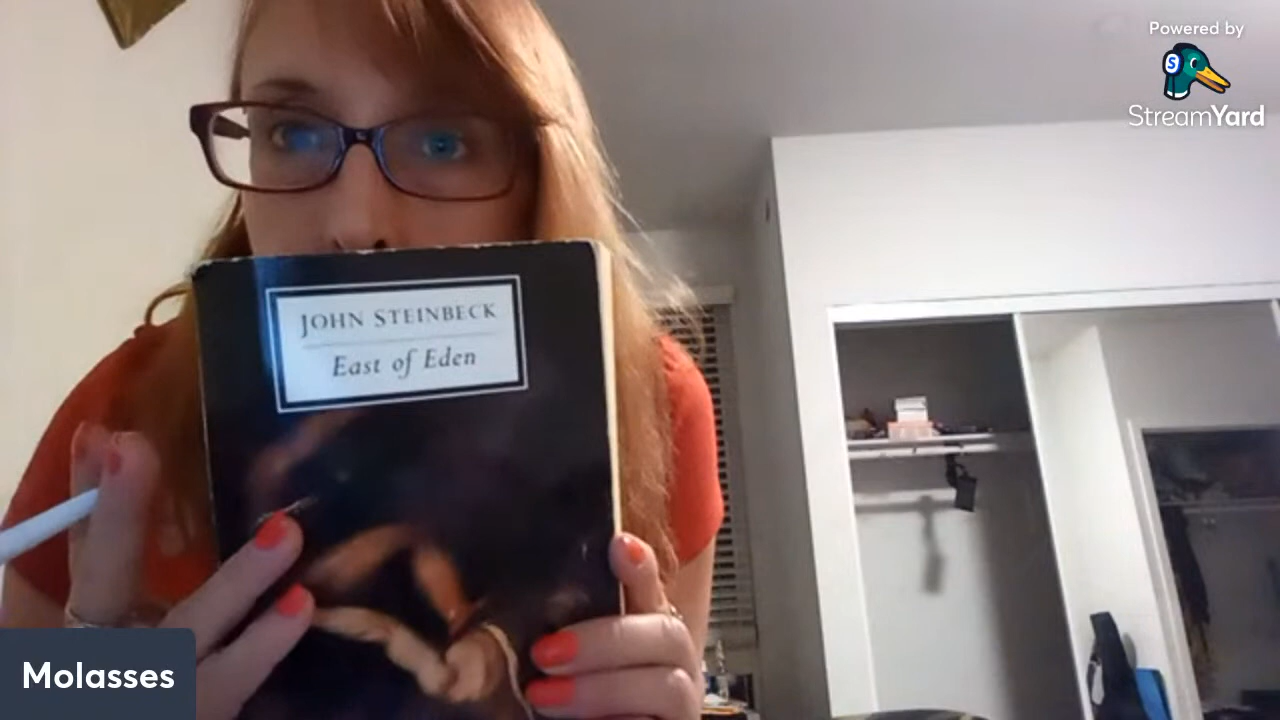 Powered by
S
StreamYard
JOHN STEINBECK
East of Eden
Molasses